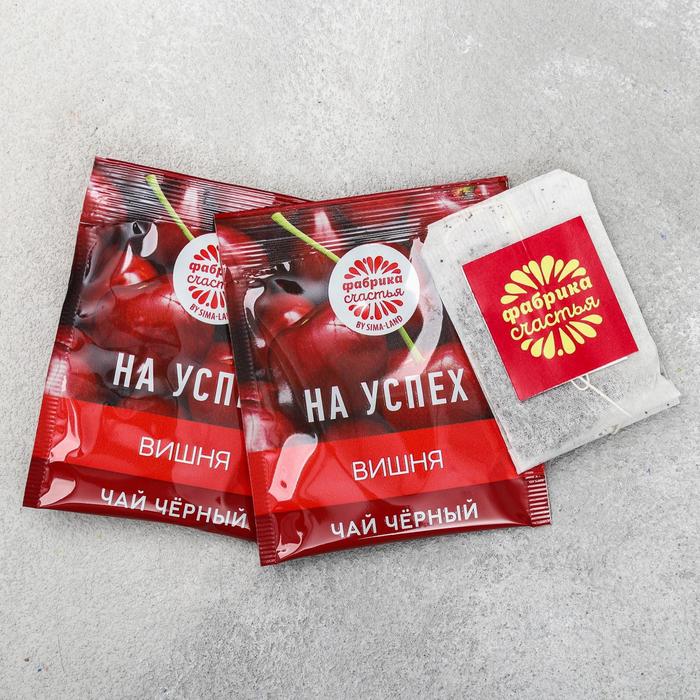 фабрика
счастья
BY SIMA-LAND
НА УСПЕХ
ВИШНЯ
ЧАЙ ЧЁРНЫЙ
фабрика
счастья
BY SIMA-LAND
НА УСПЕХ
ВИШНЯ
ЧАЙ ЧЁРНЫЙ
фабрика
счастья